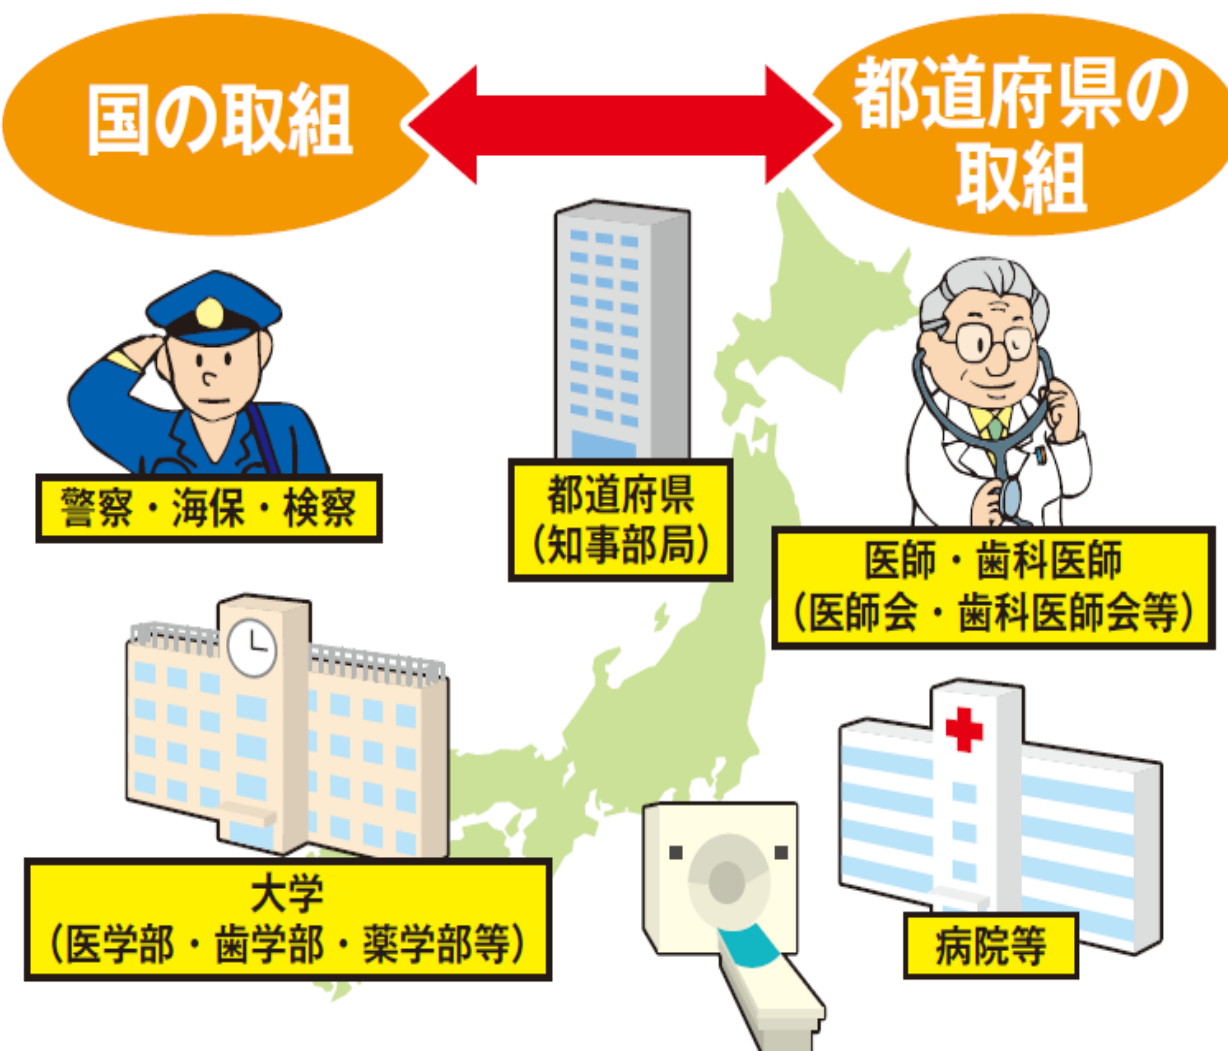 国の取組
都道府県の
取組
警察・海保・検察
都道府県
（知事部局）
医師・歯科医師
（医師会・歯科医師会等）
大学
（医学部・歯学部・薬学部等）
病院等